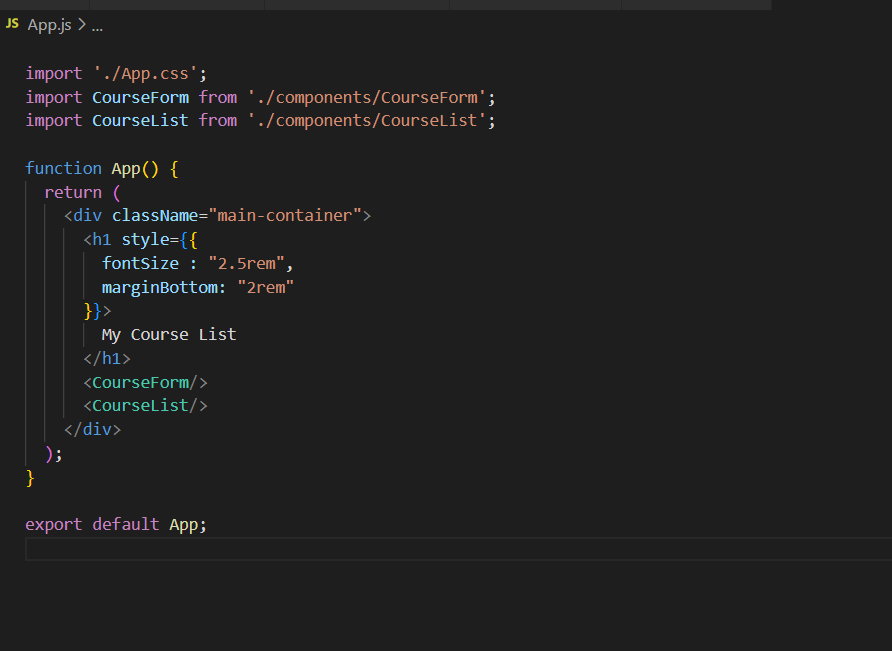 JS App.js > ...
import './App.css';
import CourseForm from './components/CourseForm';
import CourseList from './components/CourseList';
function App() {
return (
<div className="main-container">
<h1 style={{
fontSize : "2.5rem",
marginBottom: "2rem"
}}>
My Course List
</h1>
<CourseForm/>
<CourseList/>
</div>
);
}
export default App;